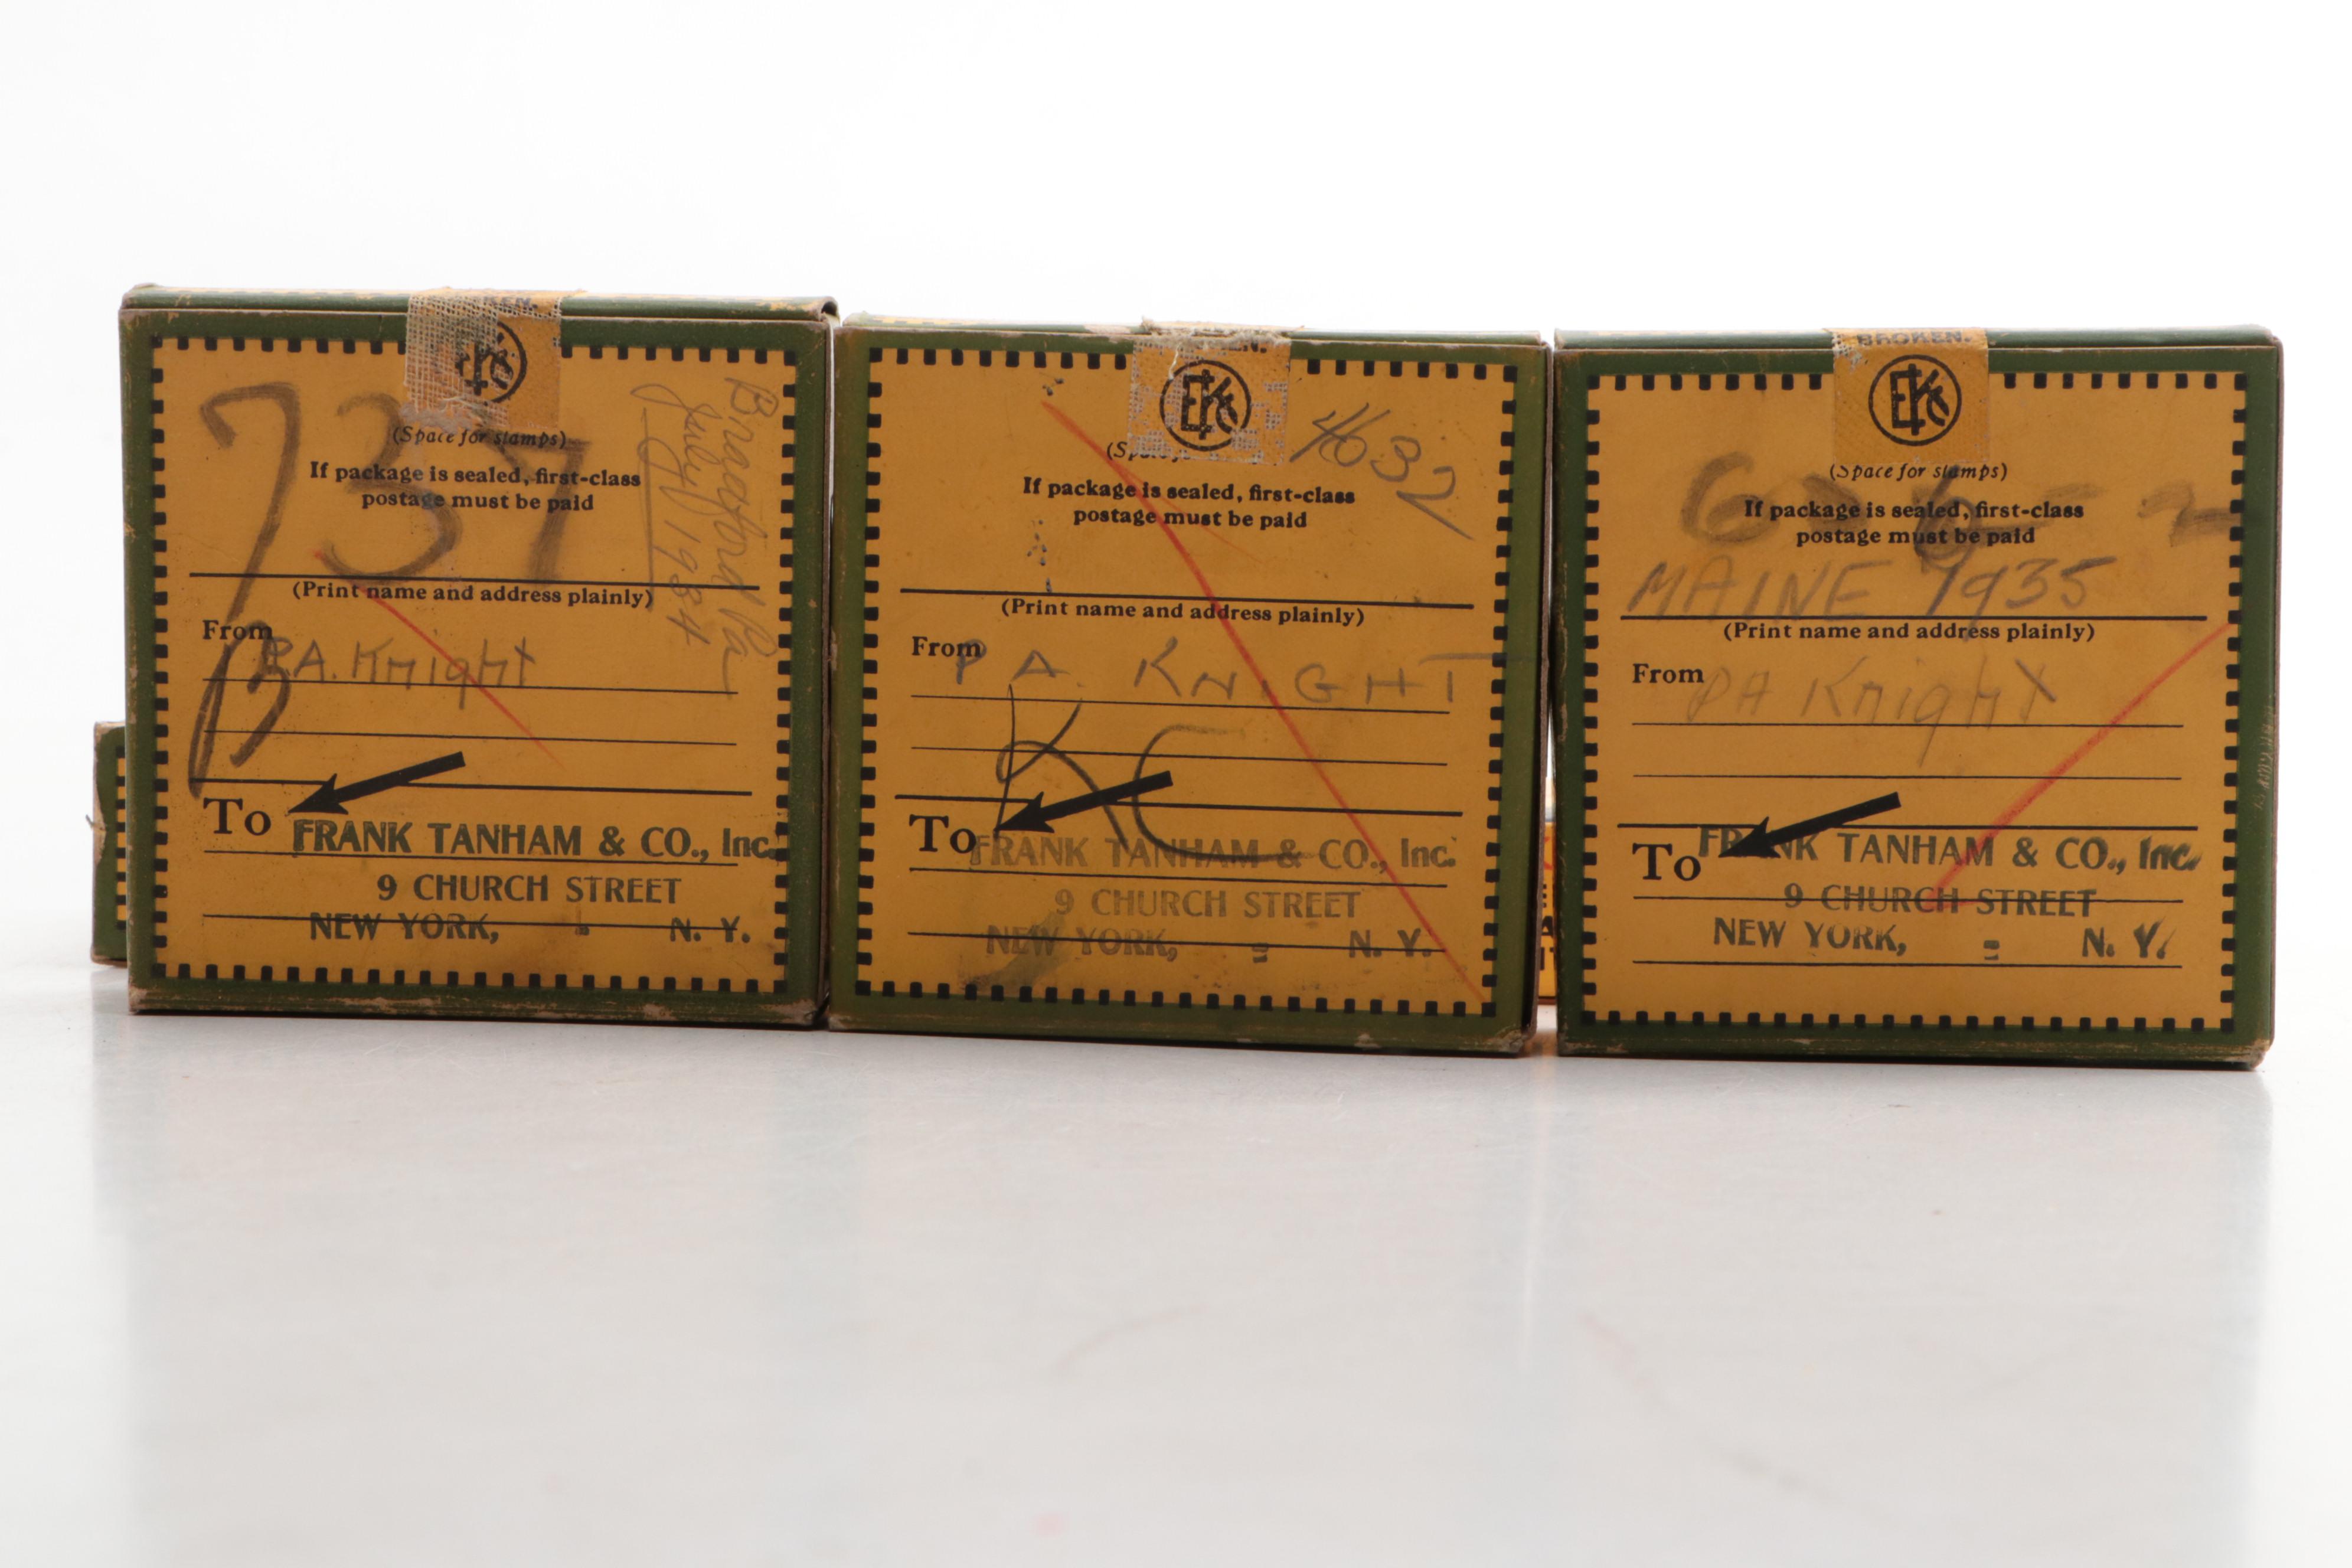 737
(Space for stamps)
If package is sealed, first-class
postage must be paid
Bradford Pa
July 1934
(Print name and address plainly)
From
P.A. Knight
B
To
FRANK TANHAM & CO., Inc.
9 CHURCH STREET
NEW YORK, - N. Y.
EKCo
4632
If package is sealed, first-class
postage must be paid
(Print name and address plainly)
From P A. KNIGHT
KC
To
FRANK TANHAM & CO., Inc.
9 CHURCH STREET
NEW YORK, = N. Y.
BROKEN.
EKCo
(Space for stamps)
If package is sealed, first-class
postage must be paid
MAINE 1935
(Print name and address plainly)
From PA Knight
To
FRANK TANHAM & CO., Inc.
9 CHURCH STREET
NEW YORK, = N. Y.